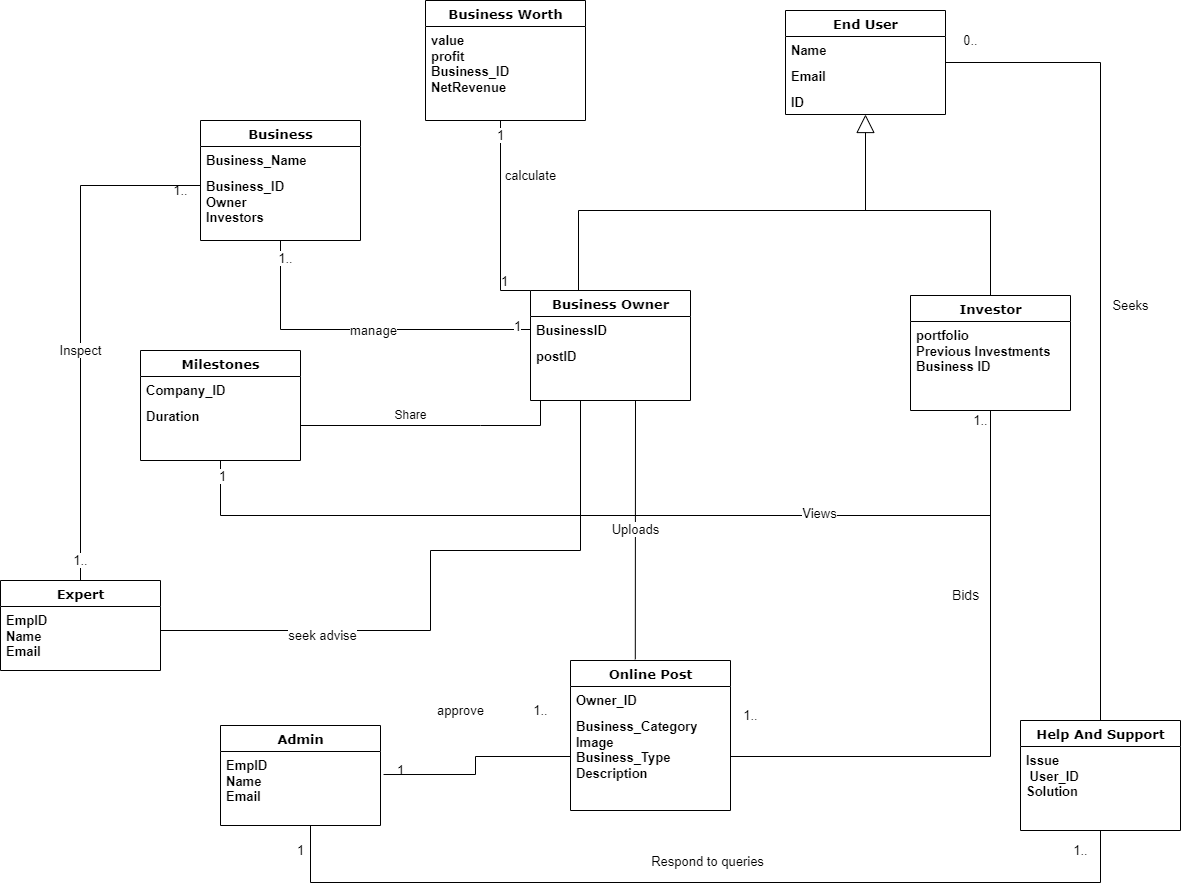 Business Worth
value
profit
Business_ID
NetRevenue
1
calculate
1
End User
Name
Email
ID
0..
Seeks
Business
Business_Name
Business_ID
Owner
Investors
1..
1..
manage
1
Inspect
1..
Business Owner
BusinessID
postID
Investor
portfolio
Previous Investments
Business ID
1..
Milestones
Company_ID
Duration
Share
1
Views
Uploads
Bids
Expert
EmpID
Name
Email
seek advise
Online Post
Owner_ID
Business_Category
Image
Business_Type
Description
approve
1..
1..
1
Admin
EmpID
Name
Email
Help And Support
Issue
User_ID
Solution
1
Respond to queries
1..